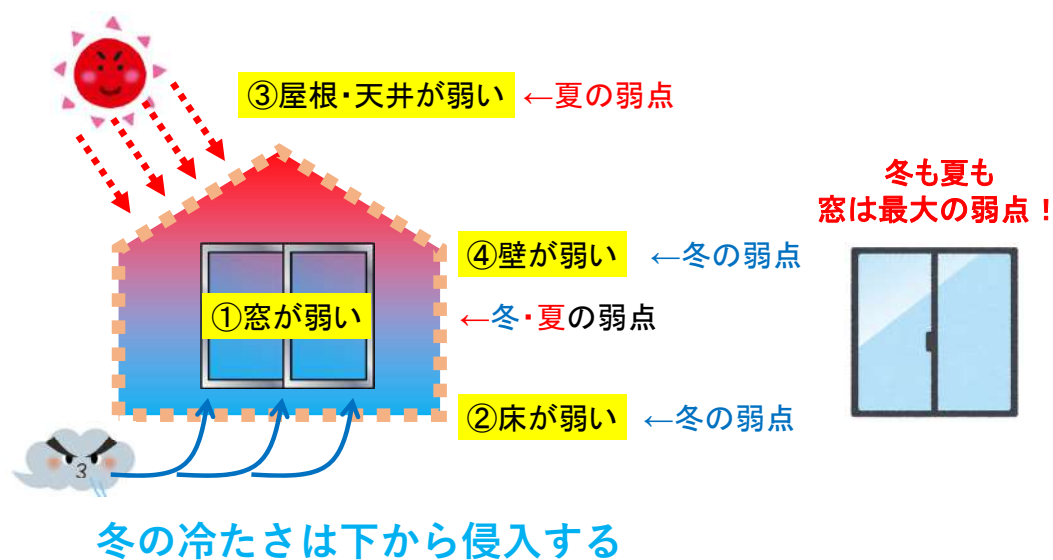 ③屋根・天井が弱い ←夏の弱点
冬も夏も
窓は最大の弱点！
④壁が弱い ←冬の弱点
①窓が弱い ←冬・夏の弱点
②床が弱い ←冬の弱点
冬の冷たさは下から侵入する